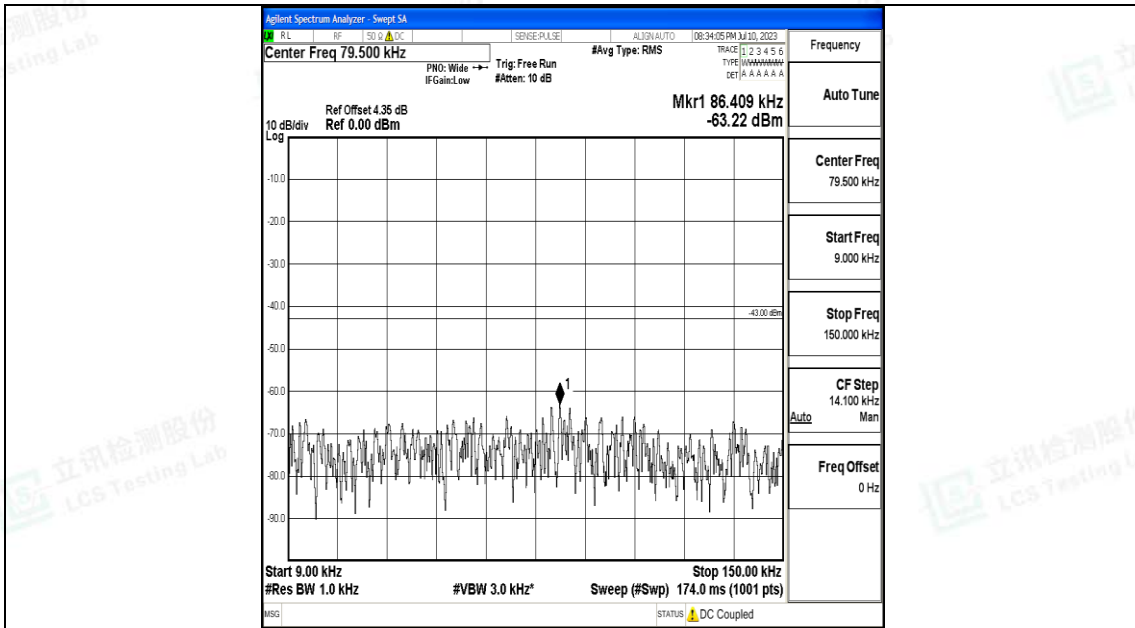 Agilent Spectrum Analyzer - Swept SA
RL RF 50 Ω DC SENSE:PULSE ALIGN AUTO 08:34:05 PM Jul 10, 2023
Center Freq 79.500 kHz
PNO: Wide
IFGain:Low
Trig: Free Run
#Atten: 10 dB
#Avg Type: RMS
TRACE 1 2 3 4 5 6
TYPE
DET A A A A A A
Ref Offset 4.35 dB
Ref 0.00 dBm
10 dB/div
Log
Mkr1 86.409 kHz
-63.22 dBm
-10.0
-20.0
-30.0
-40.0
-43.00 dBm
-50.0
-60.0
1
-70.0
-80.0
-90.0
Start 9.00 kHz
Stop 150.00 kHz
#Res BW 1.0 kHz
#VBW 3.0 kHz*
Sweep (#Swp) 174.0 ms (1001 pts)
MSG
STATUS DC Coupled
Frequency
Auto Tune
Center Freq
79.500 kHz
Start Freq
9.000 kHz
Stop Freq
150.000 kHz
CF Step
14.100 kHz
Auto Man
Freq Offset
0 Hz
立讯检测股份
LCS Testing Lab